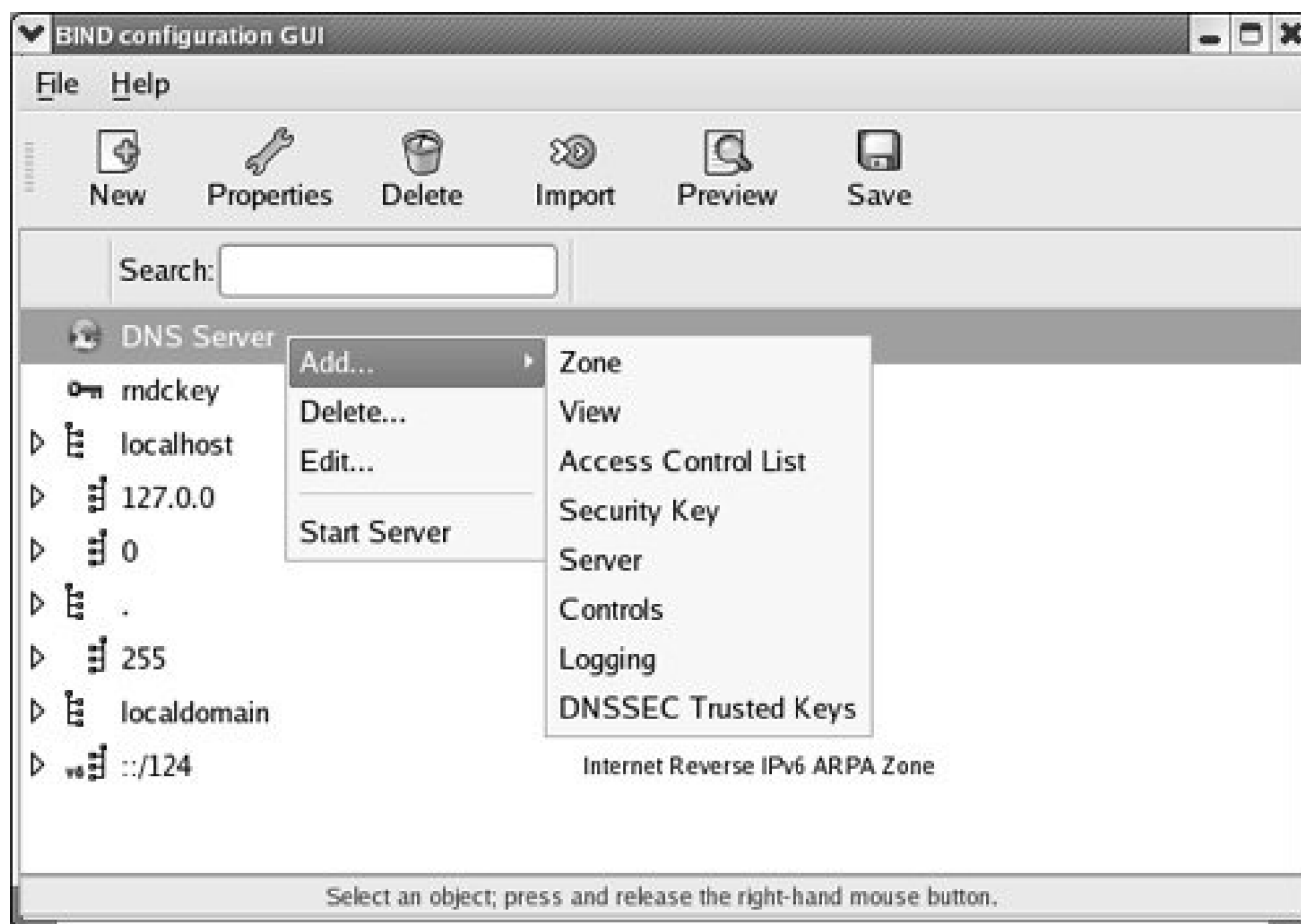 BIND configuration GUI
File Help
New Properties Delete Import Preview Save
Search:
DNS Server
Add...
Delete...
Edit...
Start Server
Zone
View
Access Control List
Security Key
Server
Controls
Logging
DNSSEC Trusted Keys
rndckey
localhost
127.0.0
0
.
255
localdomain
v6 ::/124 Internet Reverse IPv6 ARPA Zone
Select an object; press and release the right-hand mouse button.